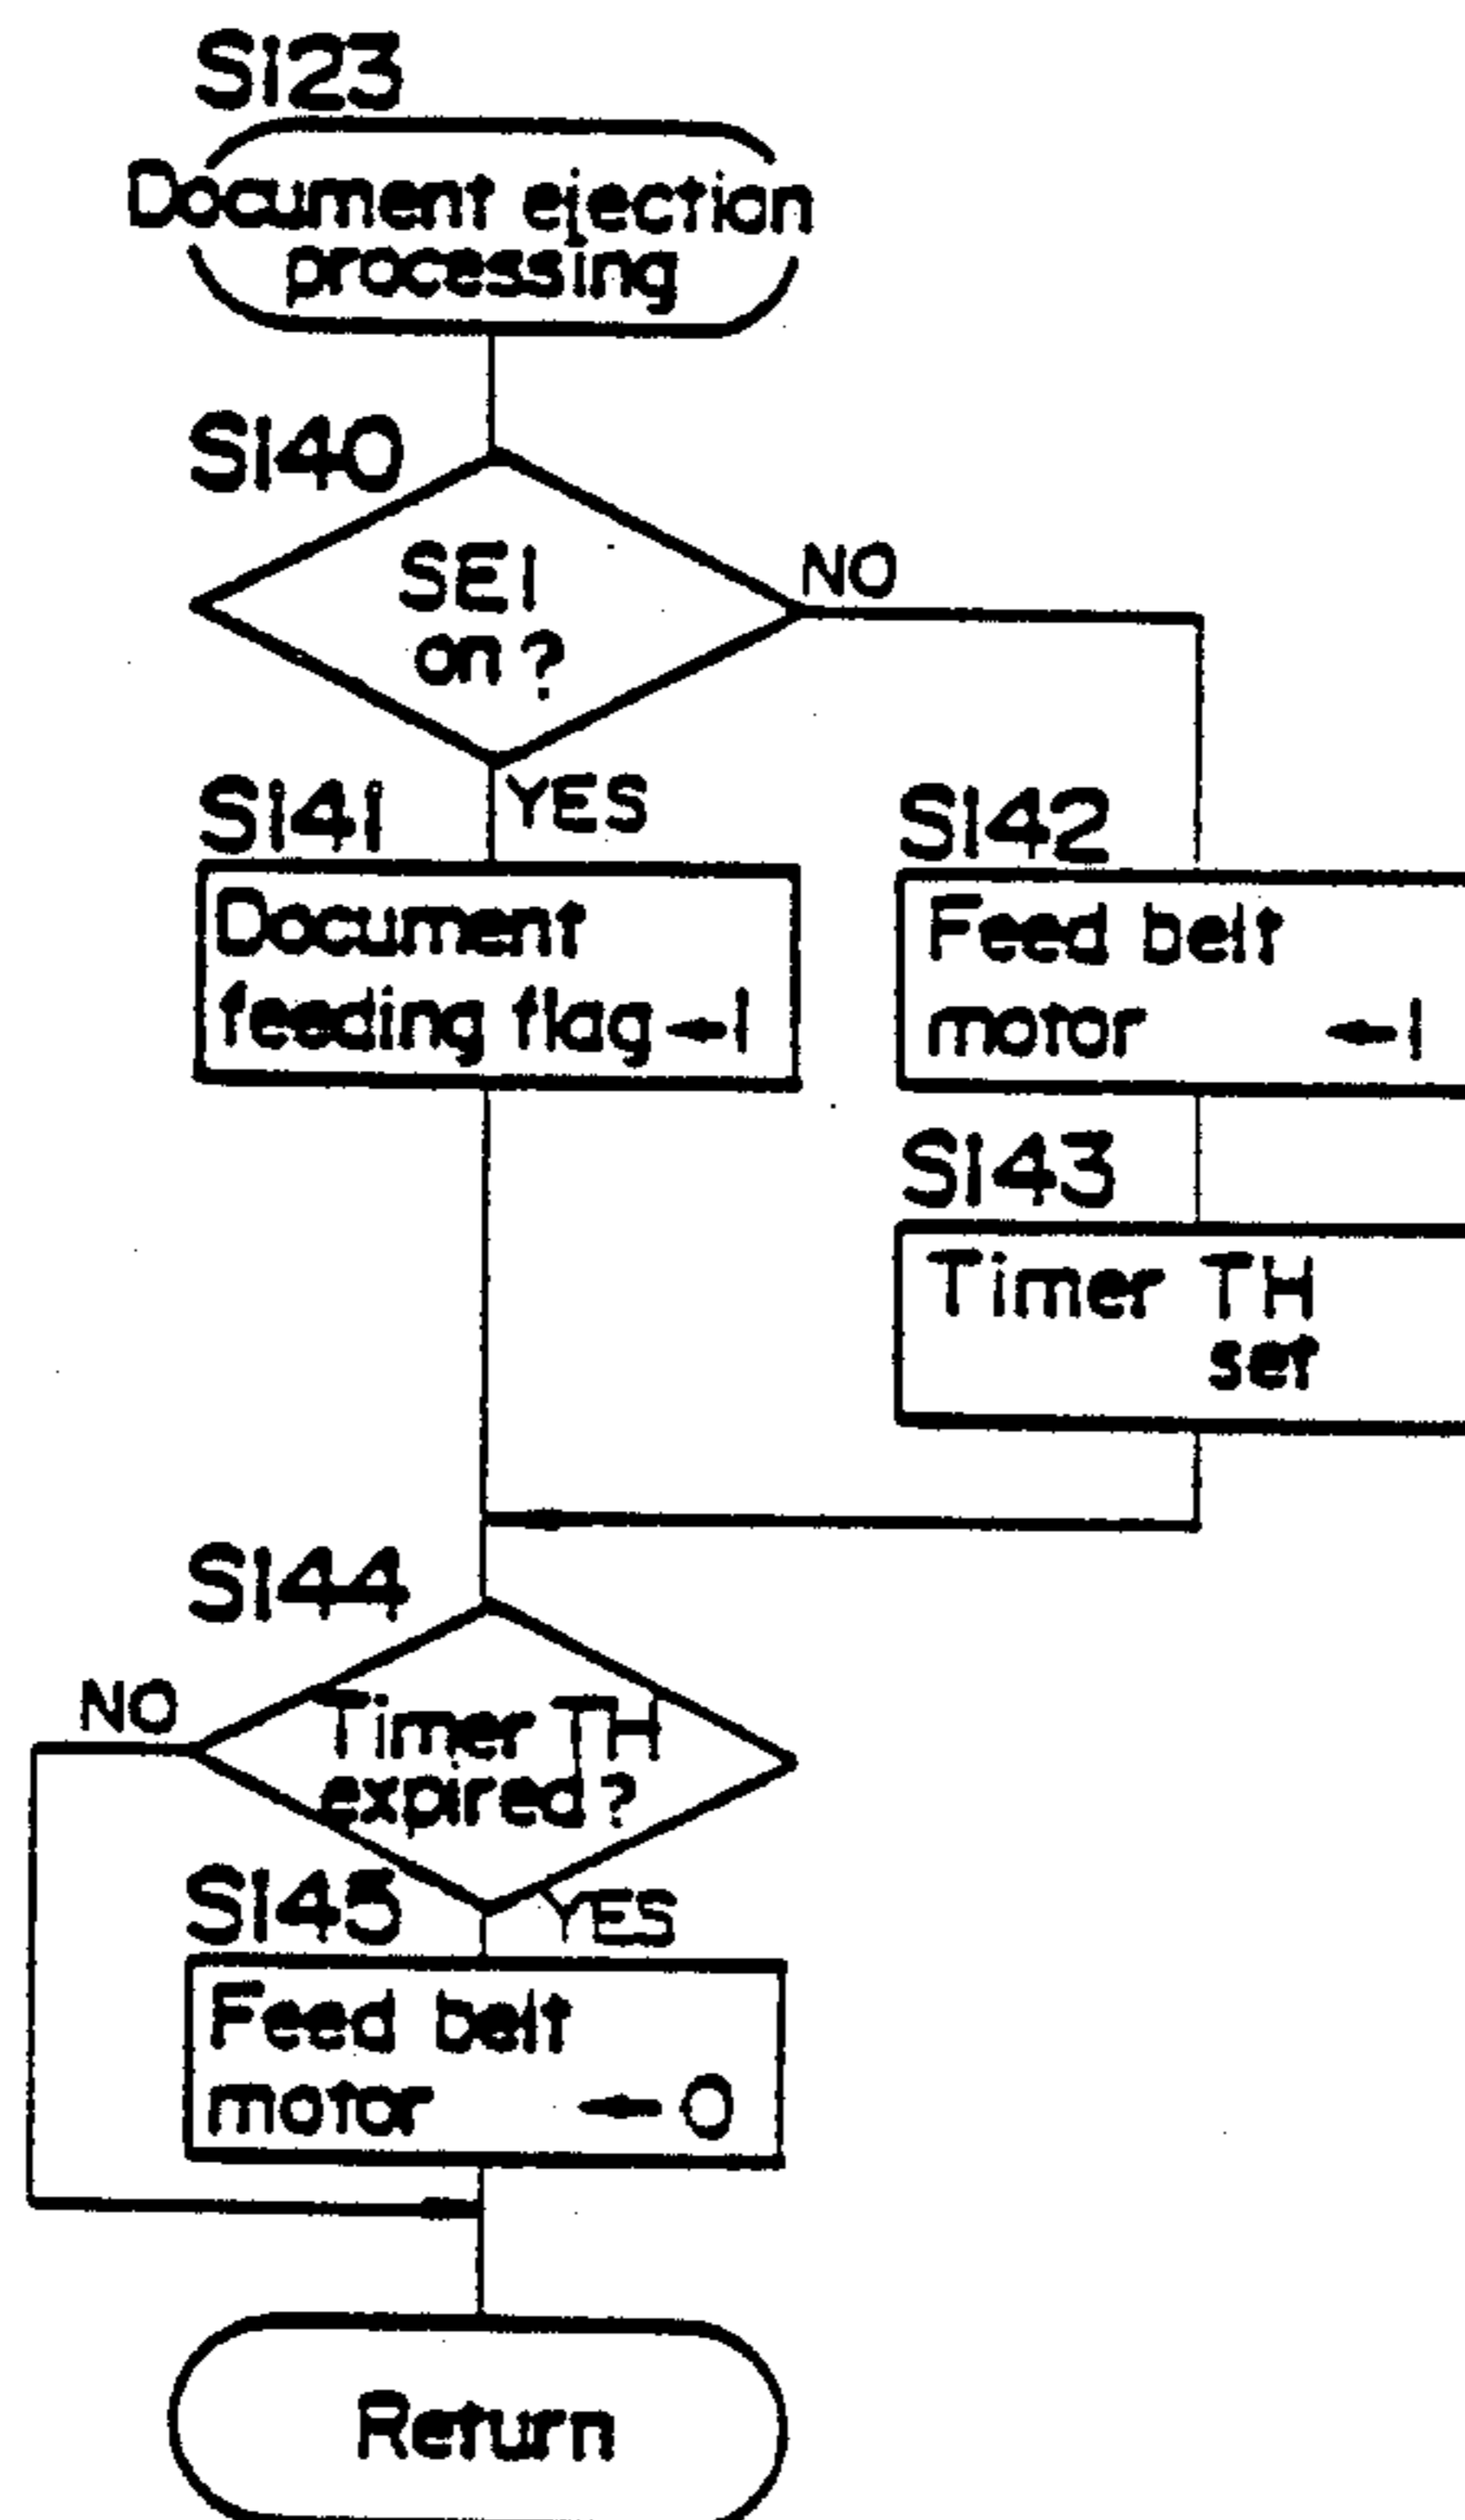 S123
Document ejection
processing
S140
SE1
on?
NO
YES
S141
Document
feeding flag←1
S142
Feed belt
motor ←1
S143
Timer TH
set
S144
NO
Timer TH
expired?
YES
S145
Feed belt
motor ←0
Return